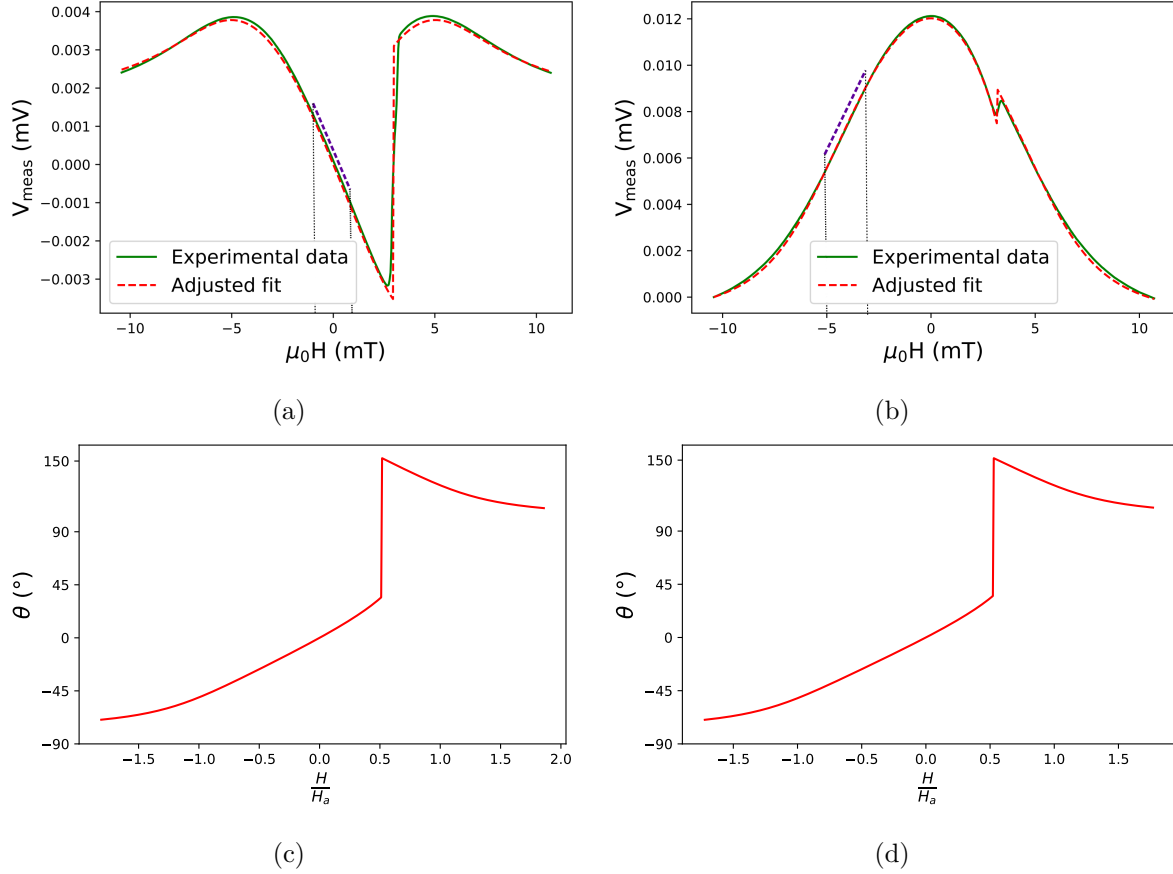 0.004
0.003
0.002
0.001
0.000
−0.001
−0.002
−0.003
V_meas (mV)
Experimental data
Adjusted fit
−10 −5 0 5 10
μ₀H (mT)
(a)
0.012
0.010
0.008
0.006
0.004
0.002
0.000
V_meas (mV)
Experimental data
Adjusted fit
−10 −5 0 5 10
μ₀H (mT)
(b)
150
90
45
0
−45
−90
θ (°)
−1.5 −1.0 −0.5 0.0 0.5 1.0 1.5 2.0
H
H_a
(c)
150
90
45
0
−45
−90
θ (°)
−1.5 −1.0 −0.5 0.0 0.5 1.0 1.5
H
H_a
(d)